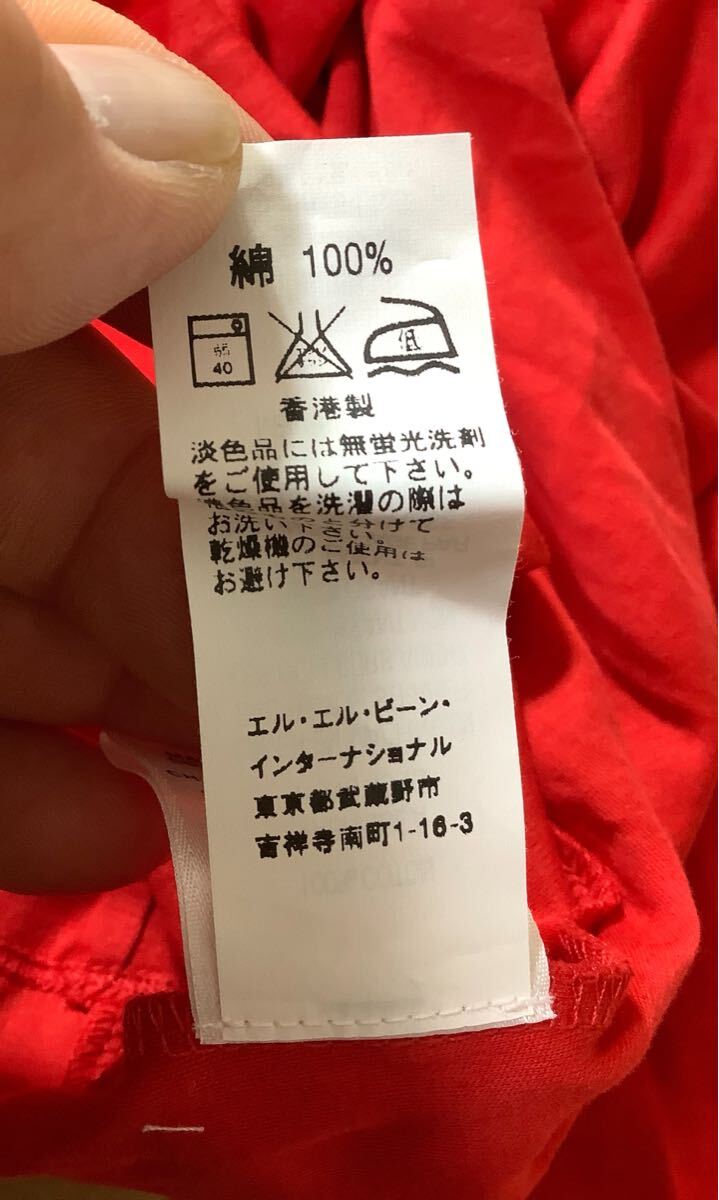 綿 100%
弱
40
低
香港製
淡色品には無蛍光洗剤
をご使用して下さい。
色品を洗濯の際は
お洗い下さい。
乾燥機のご使用は
お避け下さい。
エル・エル・ビーン・
インターナショナル
東京都武蔵野市
吉祥寺南町1-16-3